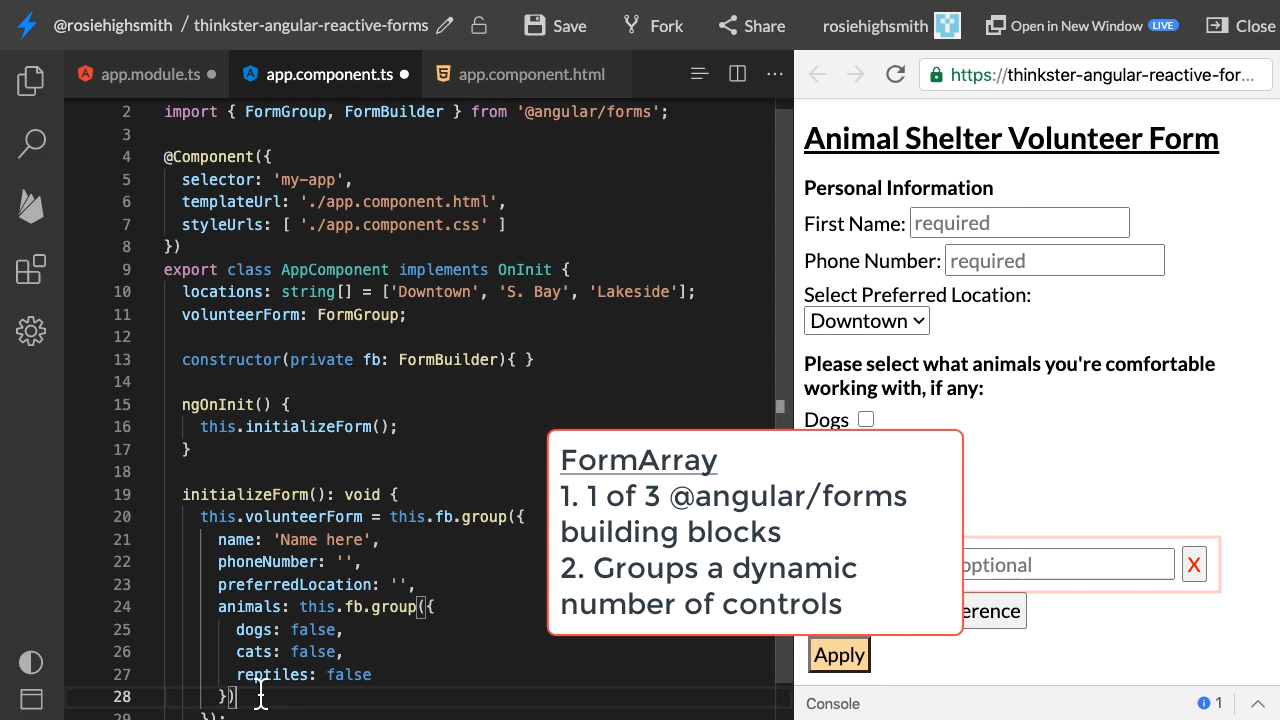 @rosiehighsmith / thinkster-angular-reactive-forms
Save
Fork
Share
rosiehighsmith
Open in New Window LIVE
Close
app.module.ts
app.component.ts
app.component.html
https://thinkster-angular-reactive-for...
2 import { FormGroup, FormBuilder } from '@angular/forms';
3
4 @Component({
5 selector: 'my-app',
6 templateUrl: './app.component.html',
7 styleUrls: [ './app.component.css' ]
8 })
9 export class AppComponent implements OnInit {
10 locations: string[] = ['Downtown', 'S. Bay', 'Lakeside'];
11 volunteerForm: FormGroup;
12
13 constructor(private fb: FormBuilder){ }
14
15 ngOnInit() {
16 this.initializeForm();
17 }
18
19 initializeForm(): void {
20 this.volunteerForm = this.fb.group({
21 name: 'Name here',
22 phoneNumber: '',
23 preferredLocation: '',
24 animals: this.fb.group({
25 dogs: false,
26 cats: false,
27 reptiles: false
28 })
29 });
Animal Shelter Volunteer Form
Personal Information
First Name: required
Phone Number: required
Select Preferred Location:
Downtown
Please select what animals you're comfortable
working with, if any:
Dogs
FormArray
1. 1 of 3 @angular/forms
building blocks
2. Groups a dynamic
number of controls
optional X
erence
Apply
Console
1